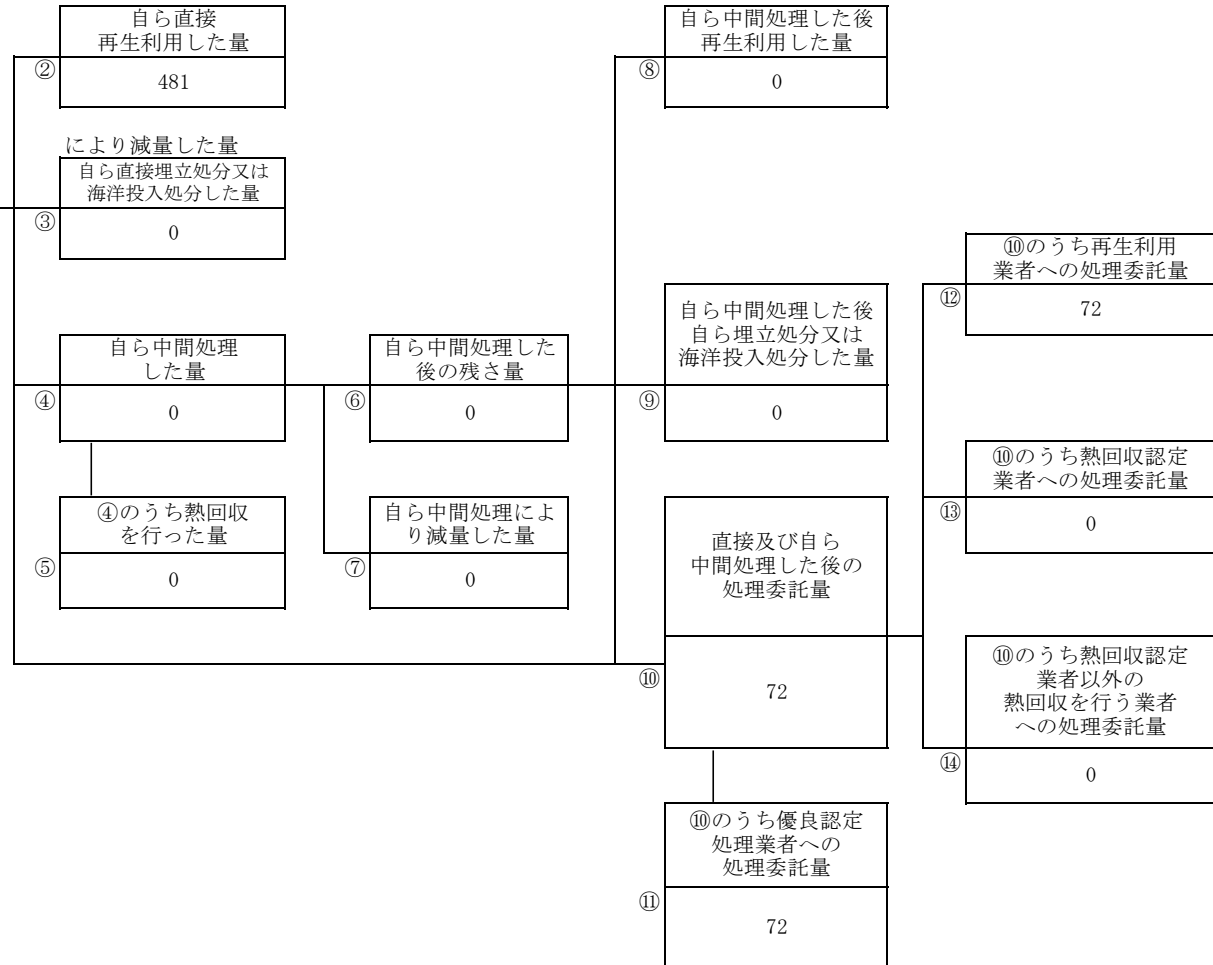 自ら直接
再生利用した量
②
481
により減量した量
自ら直接埋立処分又は
海洋投入処分した量
③
0
自ら中間処理
した量
④
0
④のうち熱回収
を行った量
⑤
0
自ら中間処理した
後の残さ量
⑥
0
自ら中間処理によ
り減量した量
⑦
0
自ら中間処理した後
再生利用した量
⑧
0
自ら中間処理した後
自ら埋立処分又は
海洋投入処分した量
⑨
0
直接及び自ら
中間処理した後の
処理委託量
⑩
72
⑩のうち優良認定
処理業者への
処理委託量
⑪
72
⑩のうち再生利用
業者への処理委託量
⑫
72
⑩のうち熱回収認定
業者への処理委託量
⑬
0
⑩のうち熱回収認定
業者以外の
熱回収を行う業者
への処理委託量
⑭
0